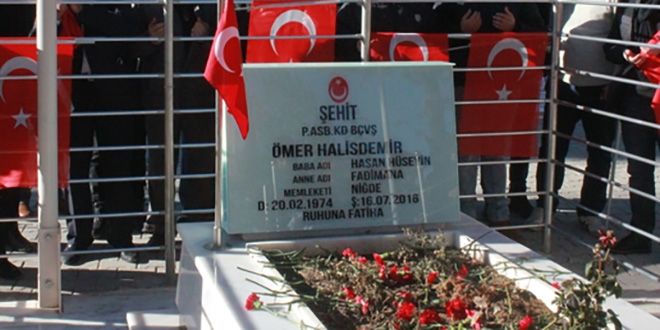 ŞEHİT
P.ASB.KD BÇVŞ
ÖMER HALİSDEMİR
BABA ADI HASAN HÜSEYİN
ANNE ADI FADİMANA
MEMLEKETİ NİĞDE
D: 20.02.1974 Ş:16.07.2016
RUHUNA FATİHA